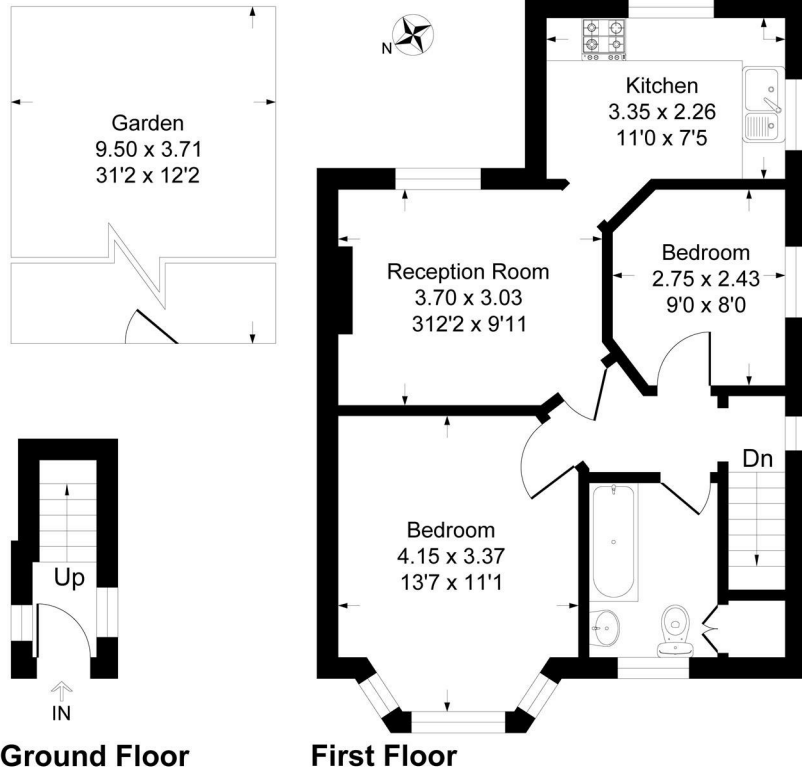 N
Garden
9.50 x 3.71
31'2 x 12'2
Kitchen
3.35 x 2.26
11'0 x 7'5
Reception Room
3.70 x 3.03
312'2 x 9'11
Bedroom
2.75 x 2.43
9'0 x 8'0
Dn
Bedroom
4.15 x 3.37
13'7 x 11'1
Up
IN
Ground Floor
First Floor